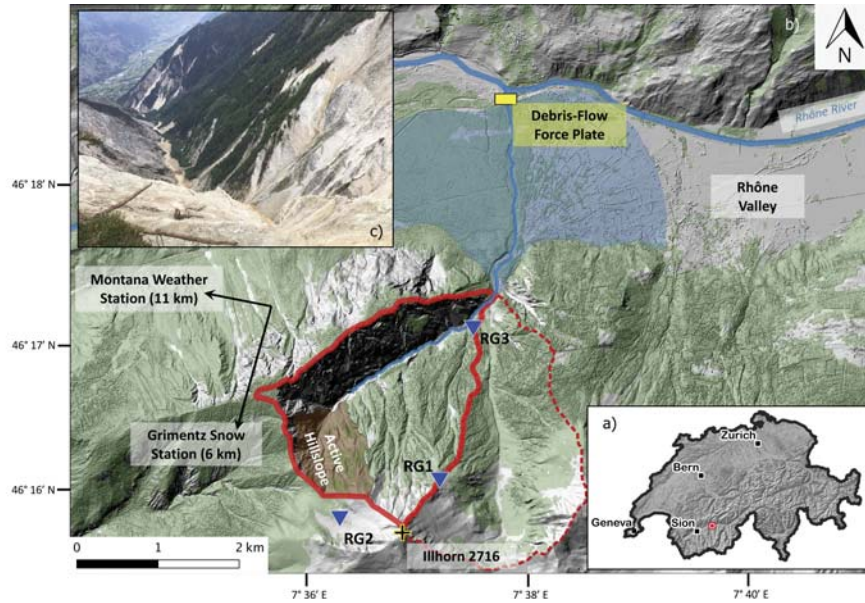 b)
N
Debris-Flow
Force Plate
Rhône River
46° 18'
Rhône
Valley
c)
Montana Weather
Station (11 km)
46° 17'
RG3
Grimentz Snow
Station (6 km)
Active
Hillslope
RG1
46° 16'
RG2
Illhorn 2716
0 1 2 km
a)
Zurich
Bern
Geneva
Sion
7° 36'
7° 38'
7° 40'